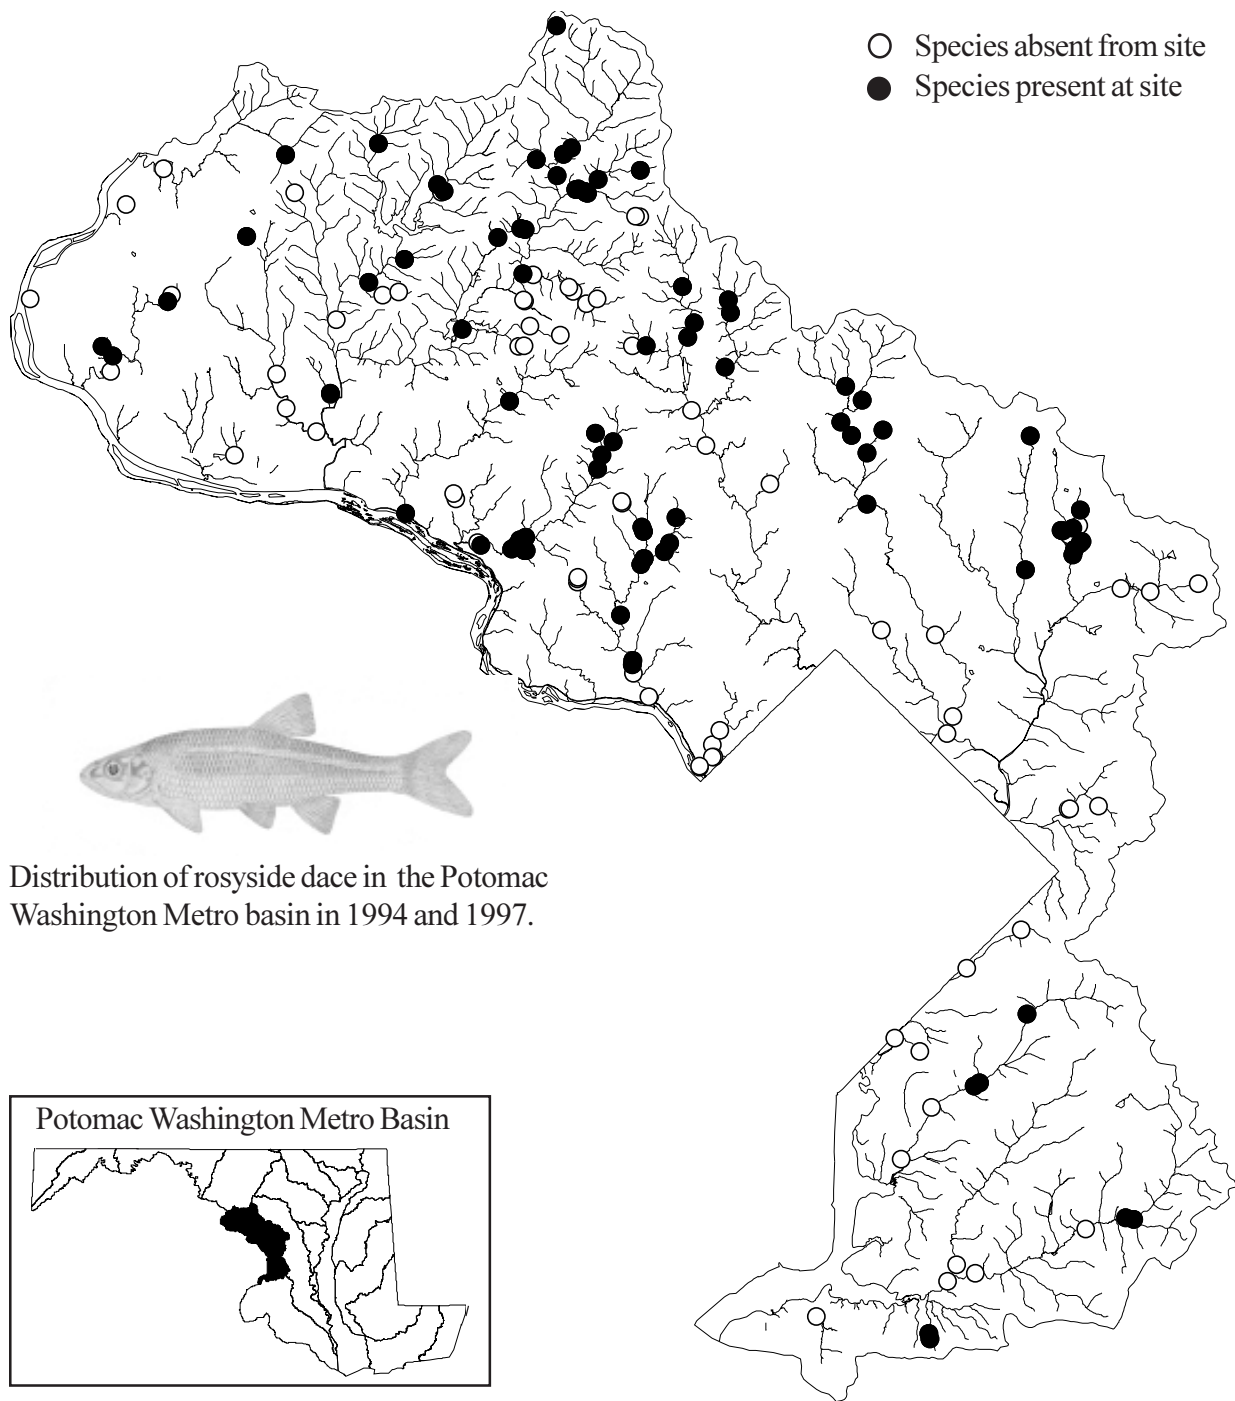 Species absent from site
Species present at site
Distribution of rosyside dace in the Potomac
Washington Metro basin in 1994 and 1997.
Potomac Washington Metro Basin